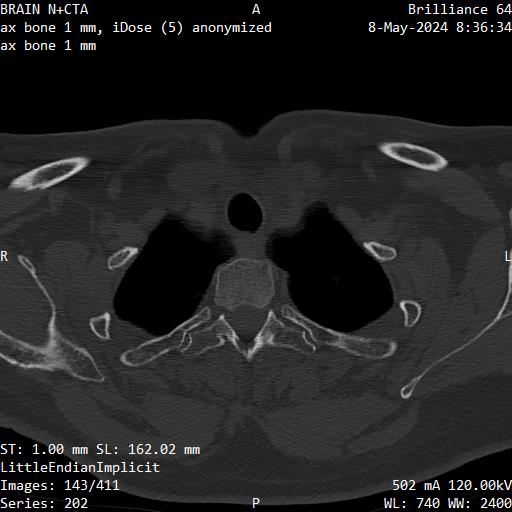 BRAIN N+CTA
A
Brilliance 64
ax bone 1 mm, iDose (5) anonymized
8-May-2024 8:36:34
ax bone 1 mm
R
L
ST: 1.00 mm SL: 162.02 mm
LittleEndianImplicit
Images: 143/411
502 mA 120.00kV
Series: 202
P
WL: 740 WW: 2400